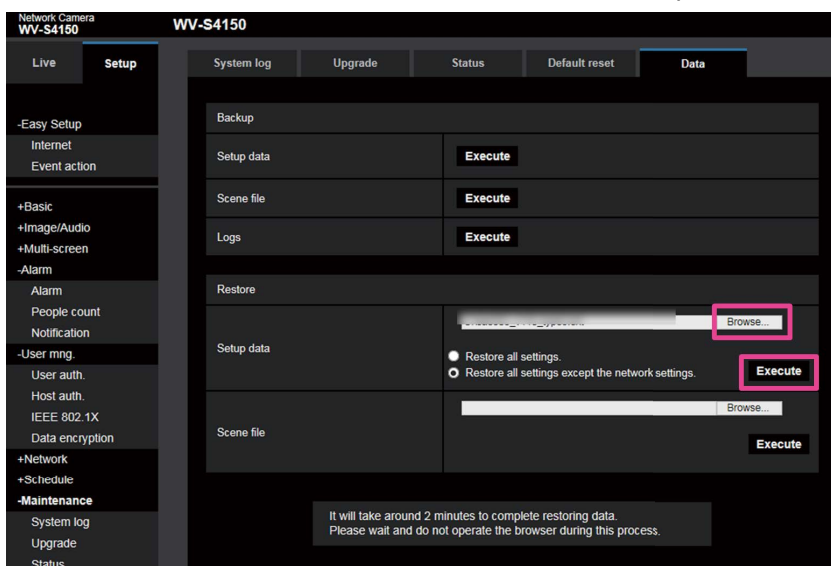 Network Camera
WV-S4150
WV-S4150
Live
Setup
System log
Upgrade
Status
Default reset
Data
-Easy Setup
Internet
Event action
+Basic
+Image/Audio
+Multi-screen
-Alarm
Alarm
People count
Notification
-User mng.
User auth.
Host auth.
IEEE 802.1X
Data encryption
+Network
+Schedule
-Maintenance
System log
Upgrade
Status
Backup
Setup data
Execute
Scene file
Execute
Logs
Execute
Restore
Setup data
Browse...
Restore all settings.
Restore all settings except the network settings.
Execute
Scene file
Browse...
Execute
It will take around 2 minutes to complete restoring data.
Please wait and do not operate the browser during this process.